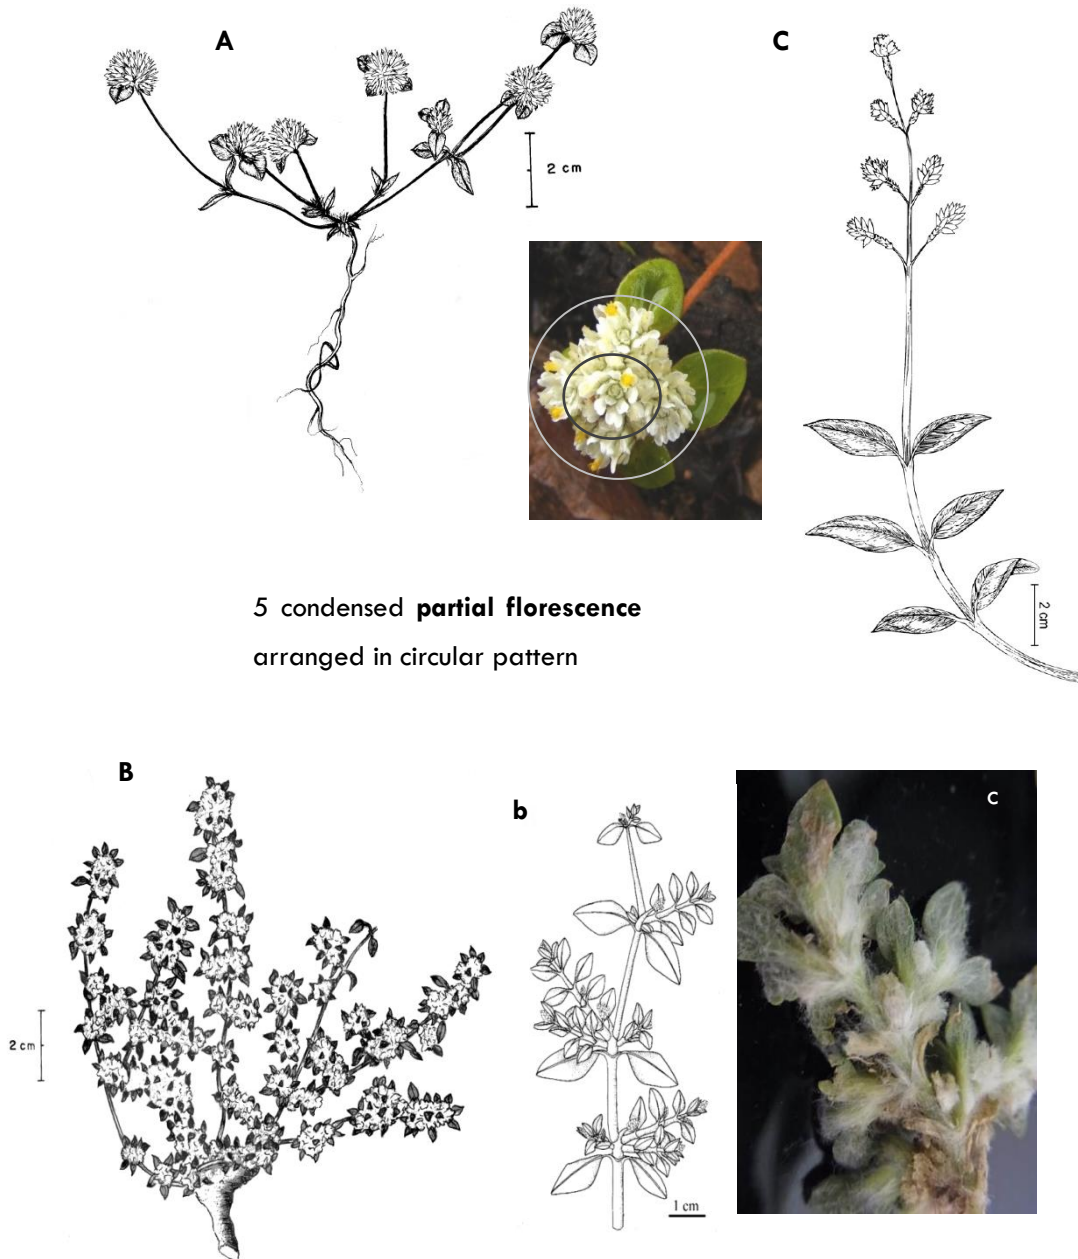 A
C
2 cm
5 condensed partial florescence
arranged in circular pattern
2 cm
B
b
c
2 cm
1 cm